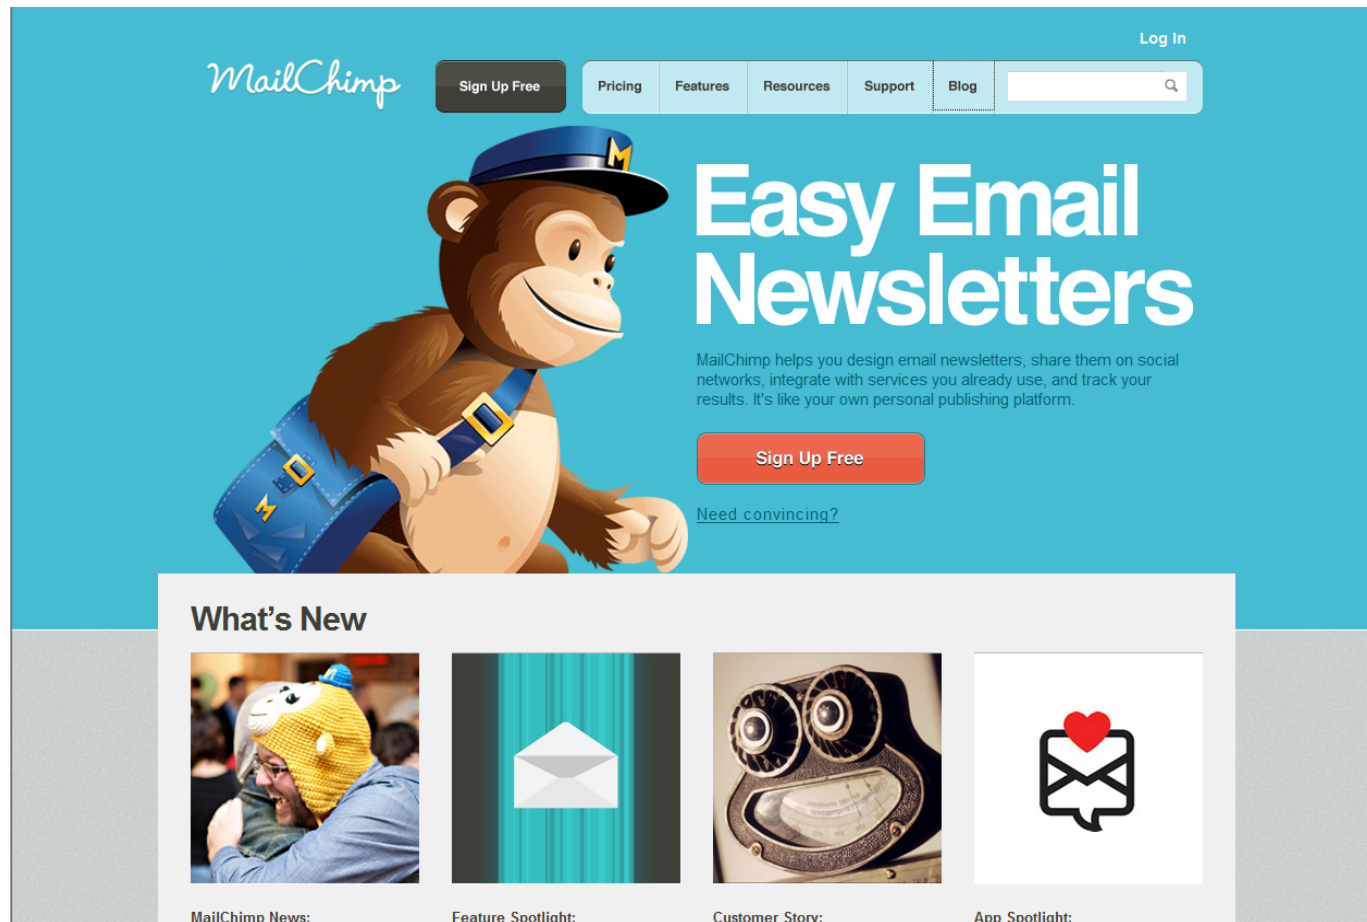 Log In
MailChimp
Sign Up Free
Pricing
Features
Resources
Support
Blog
M
Easy Email
Newsletters
MailChimp helps you design email newsletters, share them on social
networks, integrate with services you already use, and track your
results. It's like your own personal publishing platform.
Sign Up Free
M
Need convincing?
What's New
MailChimp News:
Feature Spotlight:
Customer Story:
App Spotlight: